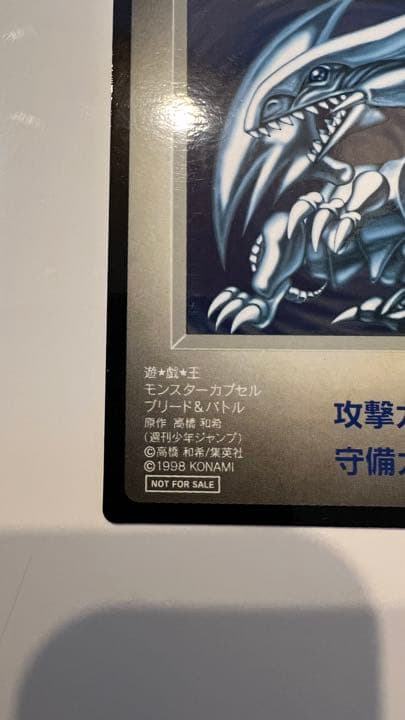 遊★戯★王
モンスターカプセル
ブリード&バトル
原作 高橋 和希
(週刊少年ジャンプ)
©高橋 和希/集英社
©1998 KONAMI
NOT FOR SALE
攻撃
守備